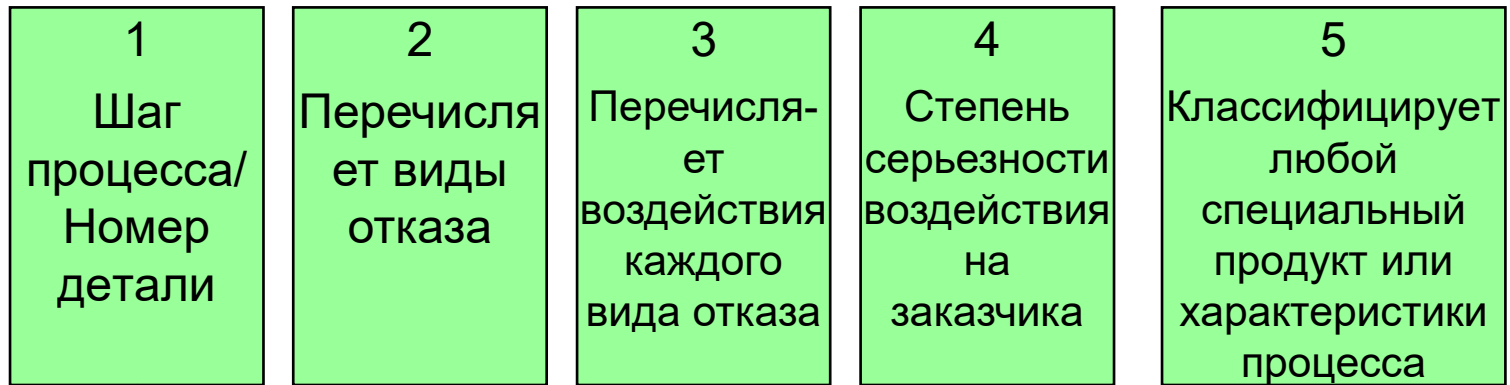 1
Шаг
процесса/
Номер
детали
2
Перечисля
ет виды
отказа
3
Перечисля-
ет
воздействия
каждого
вида отказа
4
Степень
серьезности
воздействия
на
заказчика
5
Классифицирует
любой
специальный
продукт или
характеристики
процесса